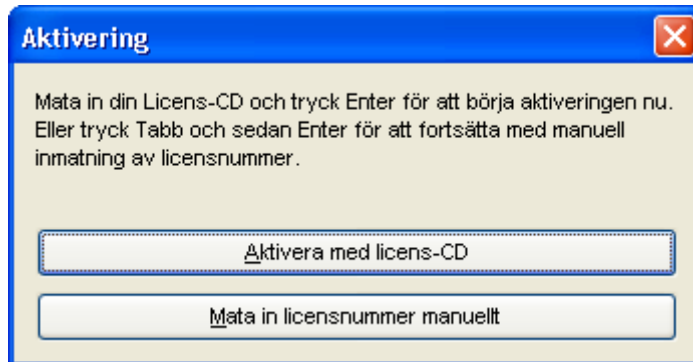 Aktivering
Mata in din Licens-CD och tryck Enter för att börja aktiveringen nu.
Eller tryck Tabb och sedan Enter för att fortsätta med manuell
inmatning av licensnummer.
Aktivera med licens-CD
Mata in licensnummer manuellt